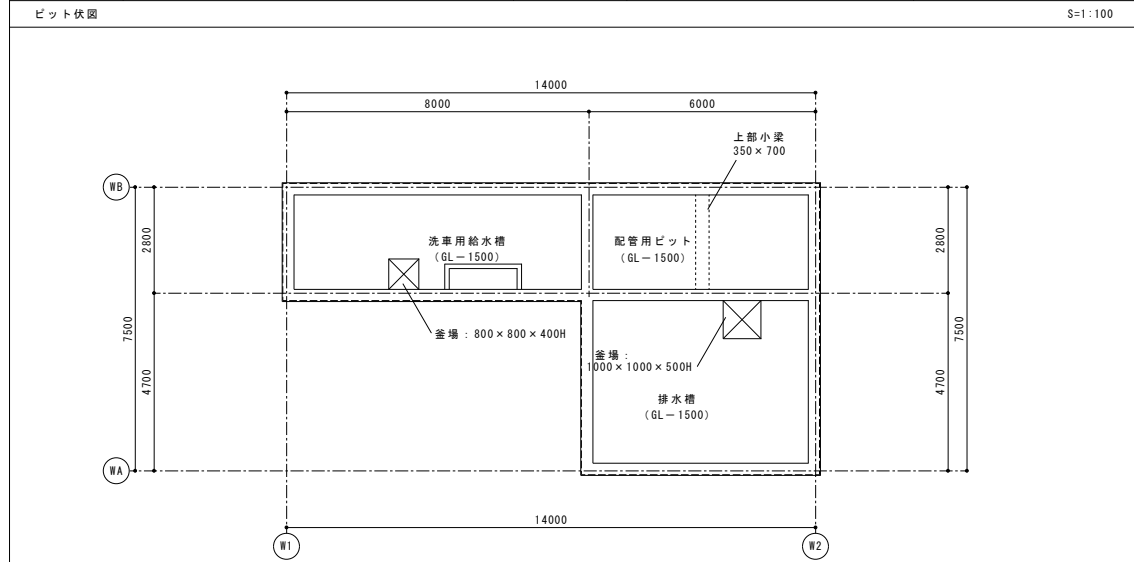 ピット伏図
S=1:100
14000
8000
6000
上部小梁
350×700
WB
2800
2800
洗車用給水槽
(GL－1500)
配管用ピット
(GL－1500)
7500
7500
釜場：800×800×400H
釜場：
1000×1000×500H
4700
4700
排水槽
(GL－1500)
WA
14000
W1
W2